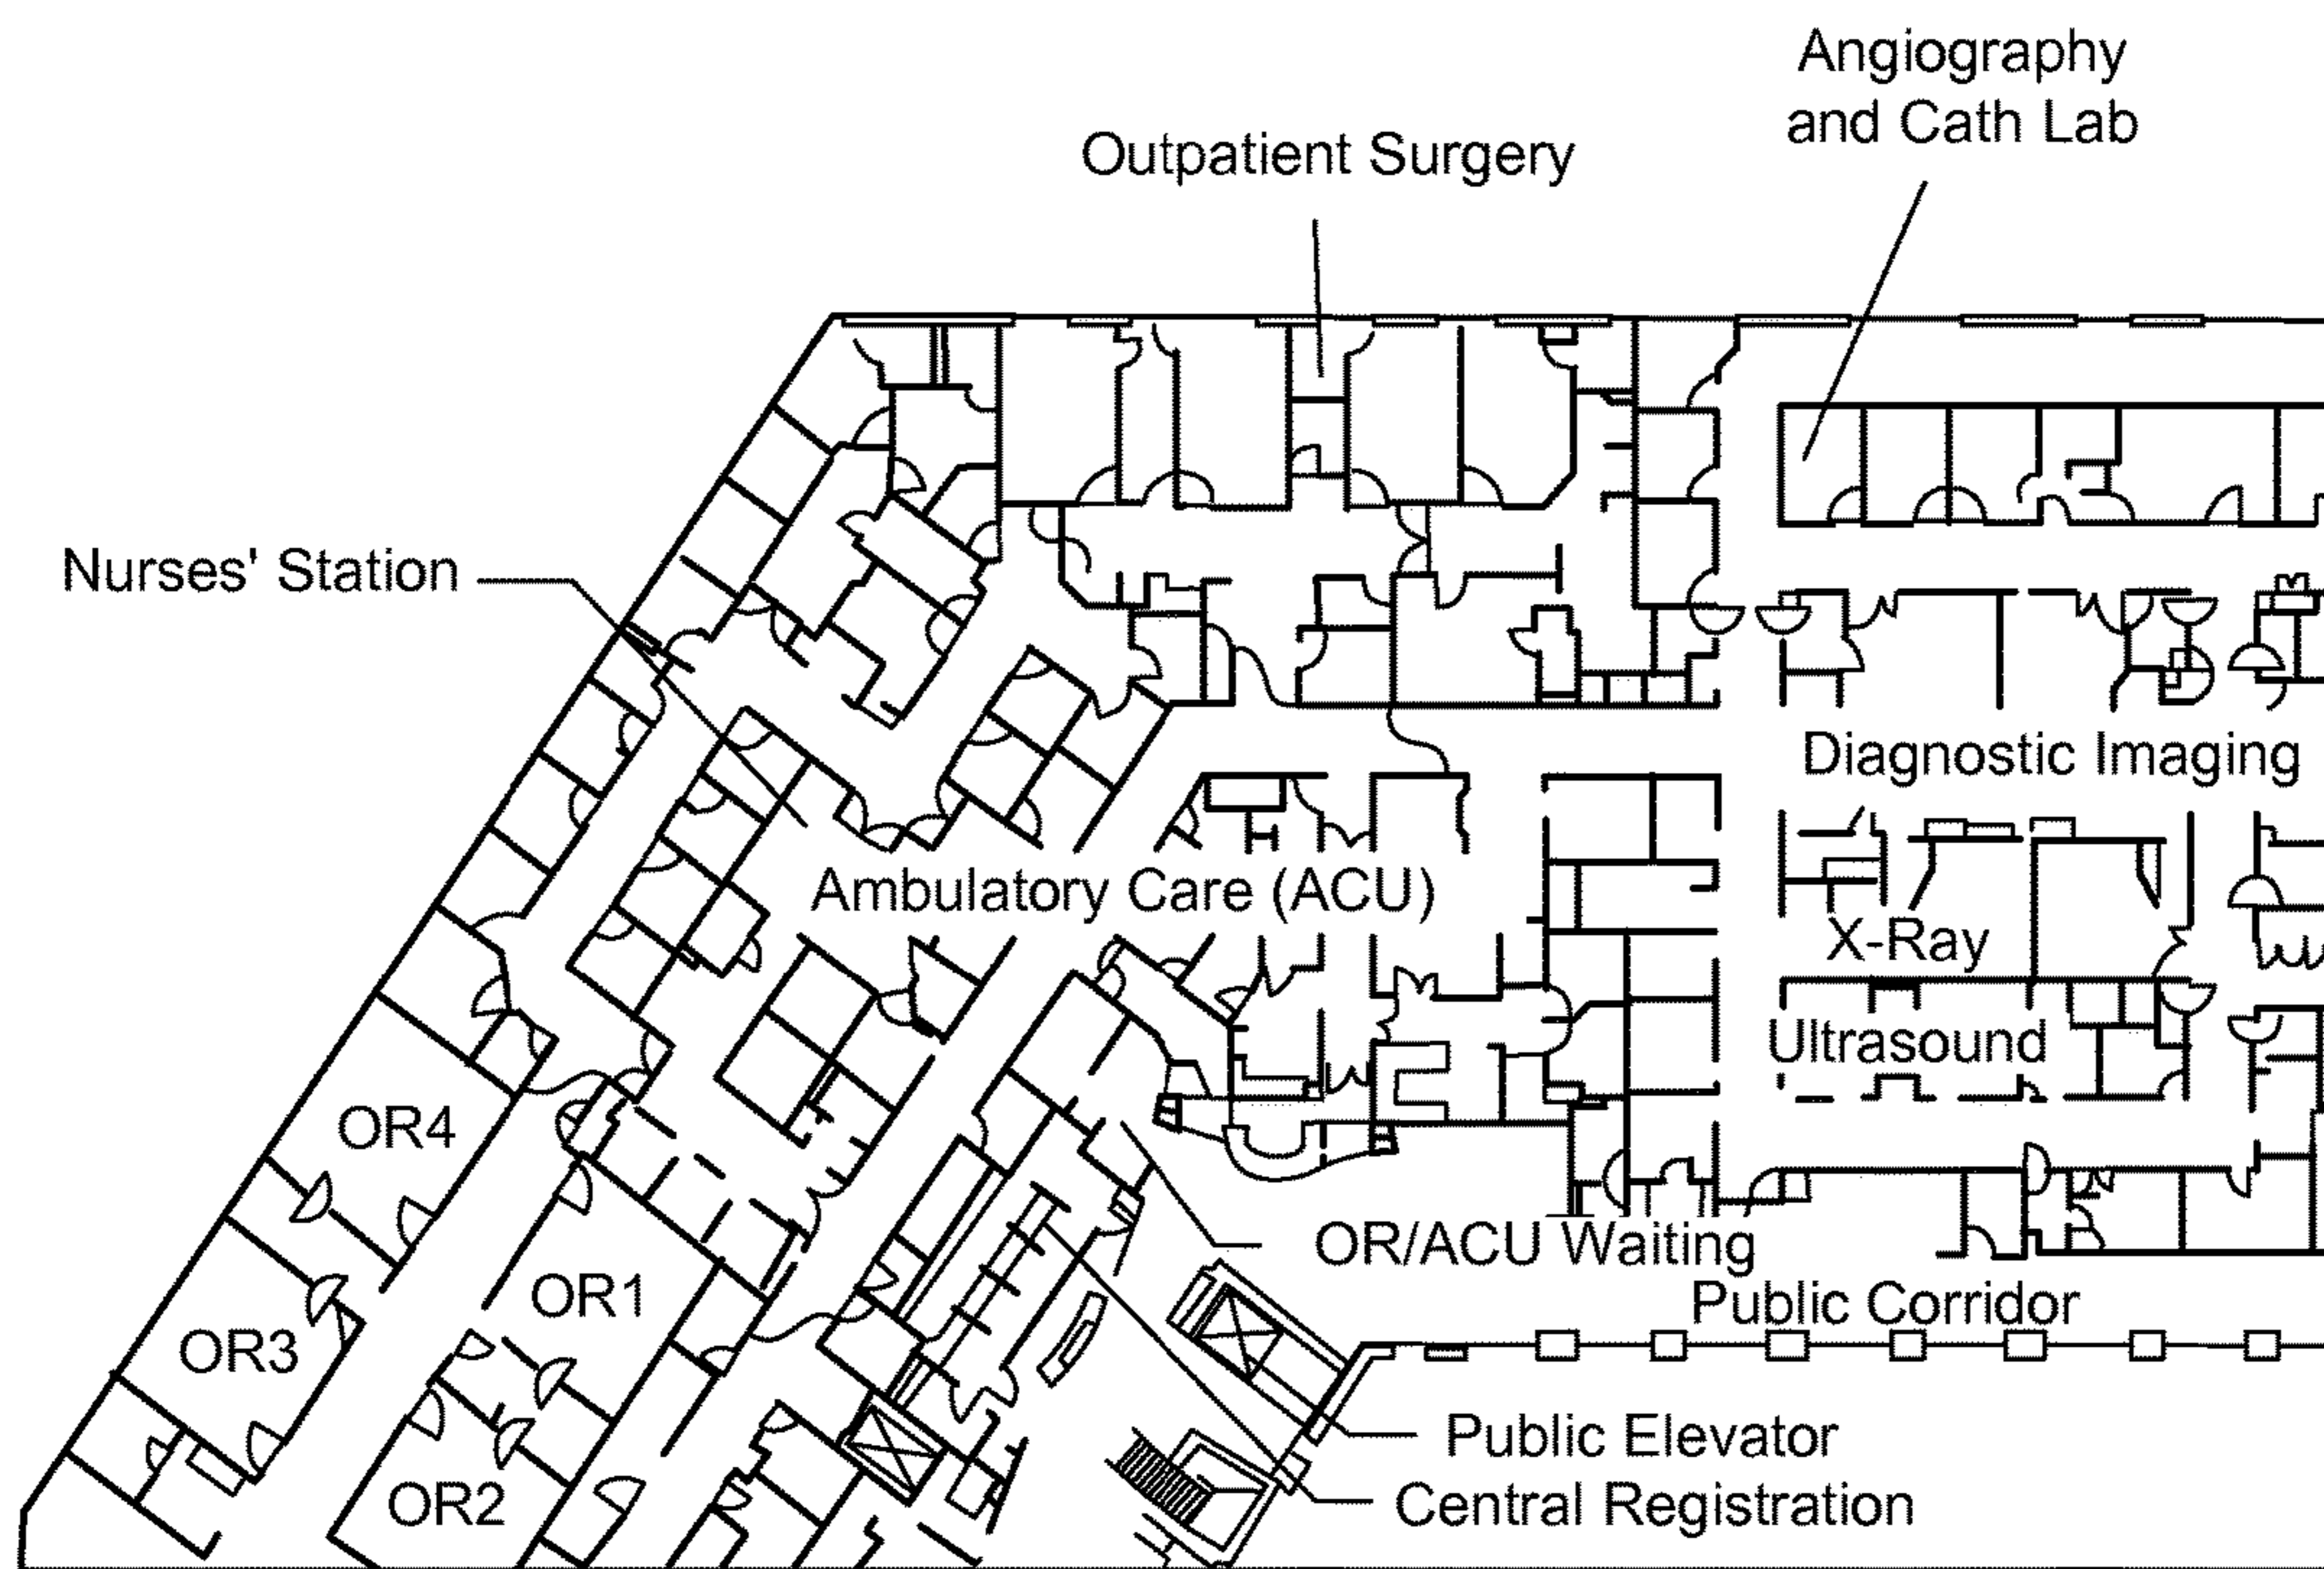 Angiography
and Cath Lab
Outpatient Surgery
Nurses' Station
Diagnostic Imaging
Ambulatory Care (ACU)
X-Ray
Ultrasound
OR4
OR/ACU Waiting
OR1
Public Corridor
OR3
Public Elevator
OR2
Central Registration